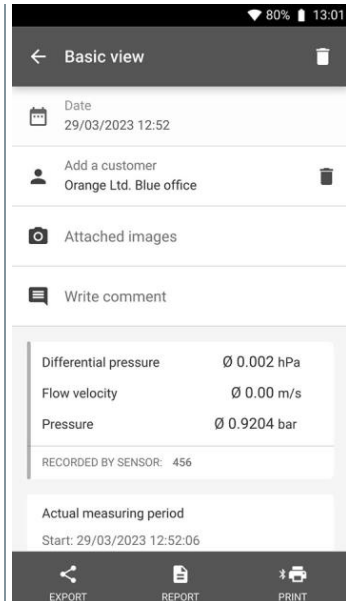 80% 13:01
Basic view
Date
29/03/2023 12:52
Add a customer
Orange Ltd. Blue office
Attached images
Write comment
Differential pressure Ø 0.002 hPa
Flow velocity Ø 0.00 m/s
Pressure Ø 0.9204 bar
RECORDED BY SENSOR: 456
Actual measuring period
Start: 29/03/2023 12:52:06
EXPORT REPORT PRINT